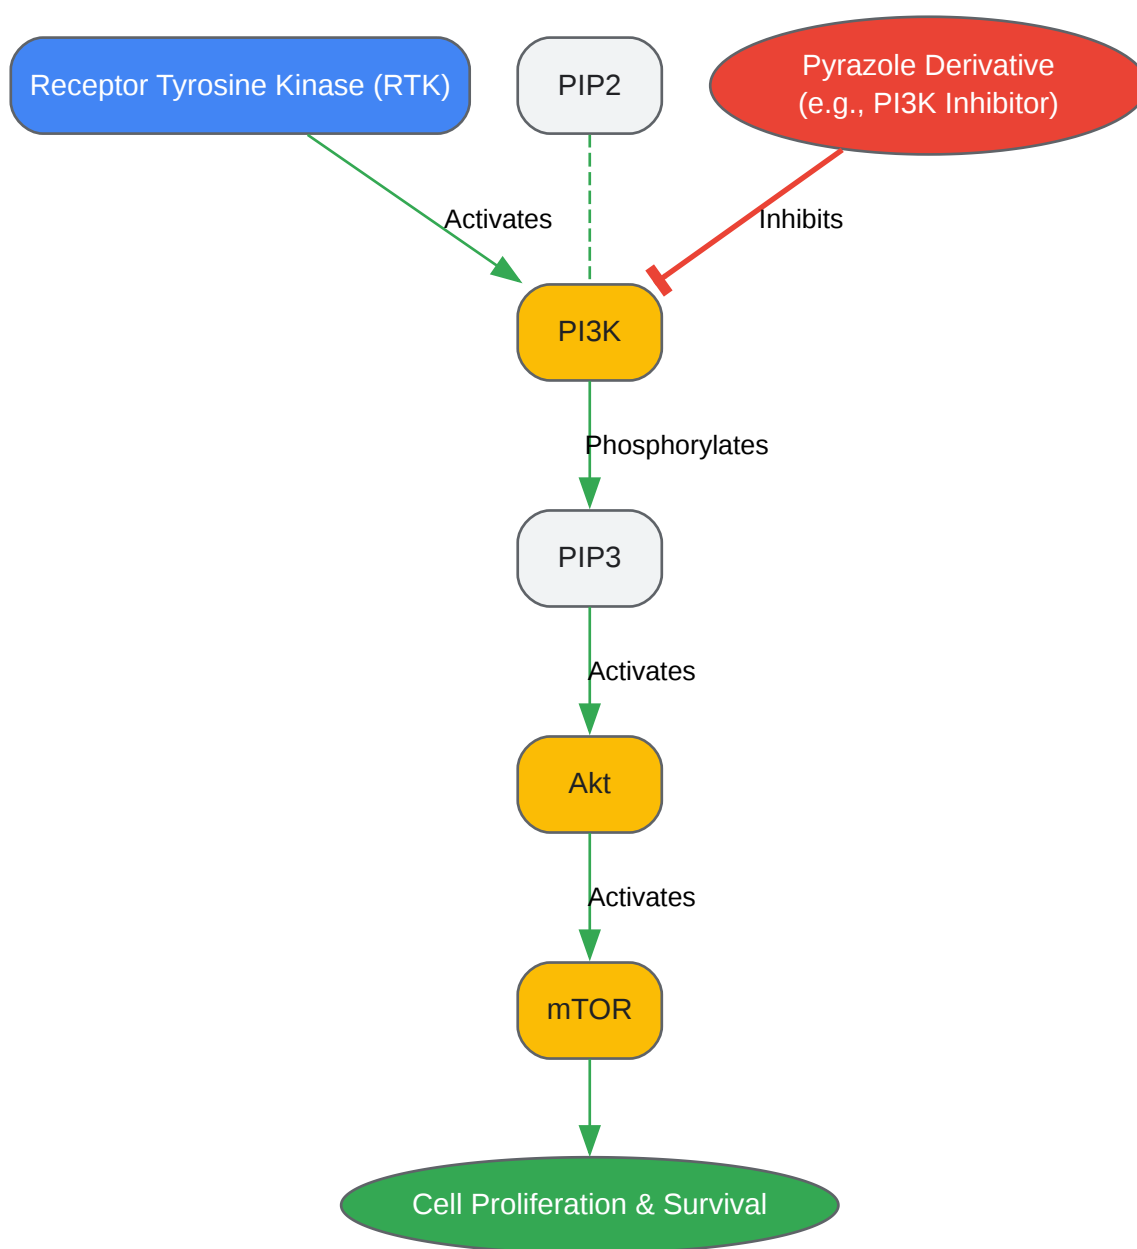 Receptor Tyrosine Kinase (RTK)
PIP2
Pyrazole Derivative
(e.g., PI3K Inhibitor)
Activates
Inhibits
PI3K
Phosphorylates
PIP3
Activates
Akt
Activates
mTOR
Cell Proliferation & Survival